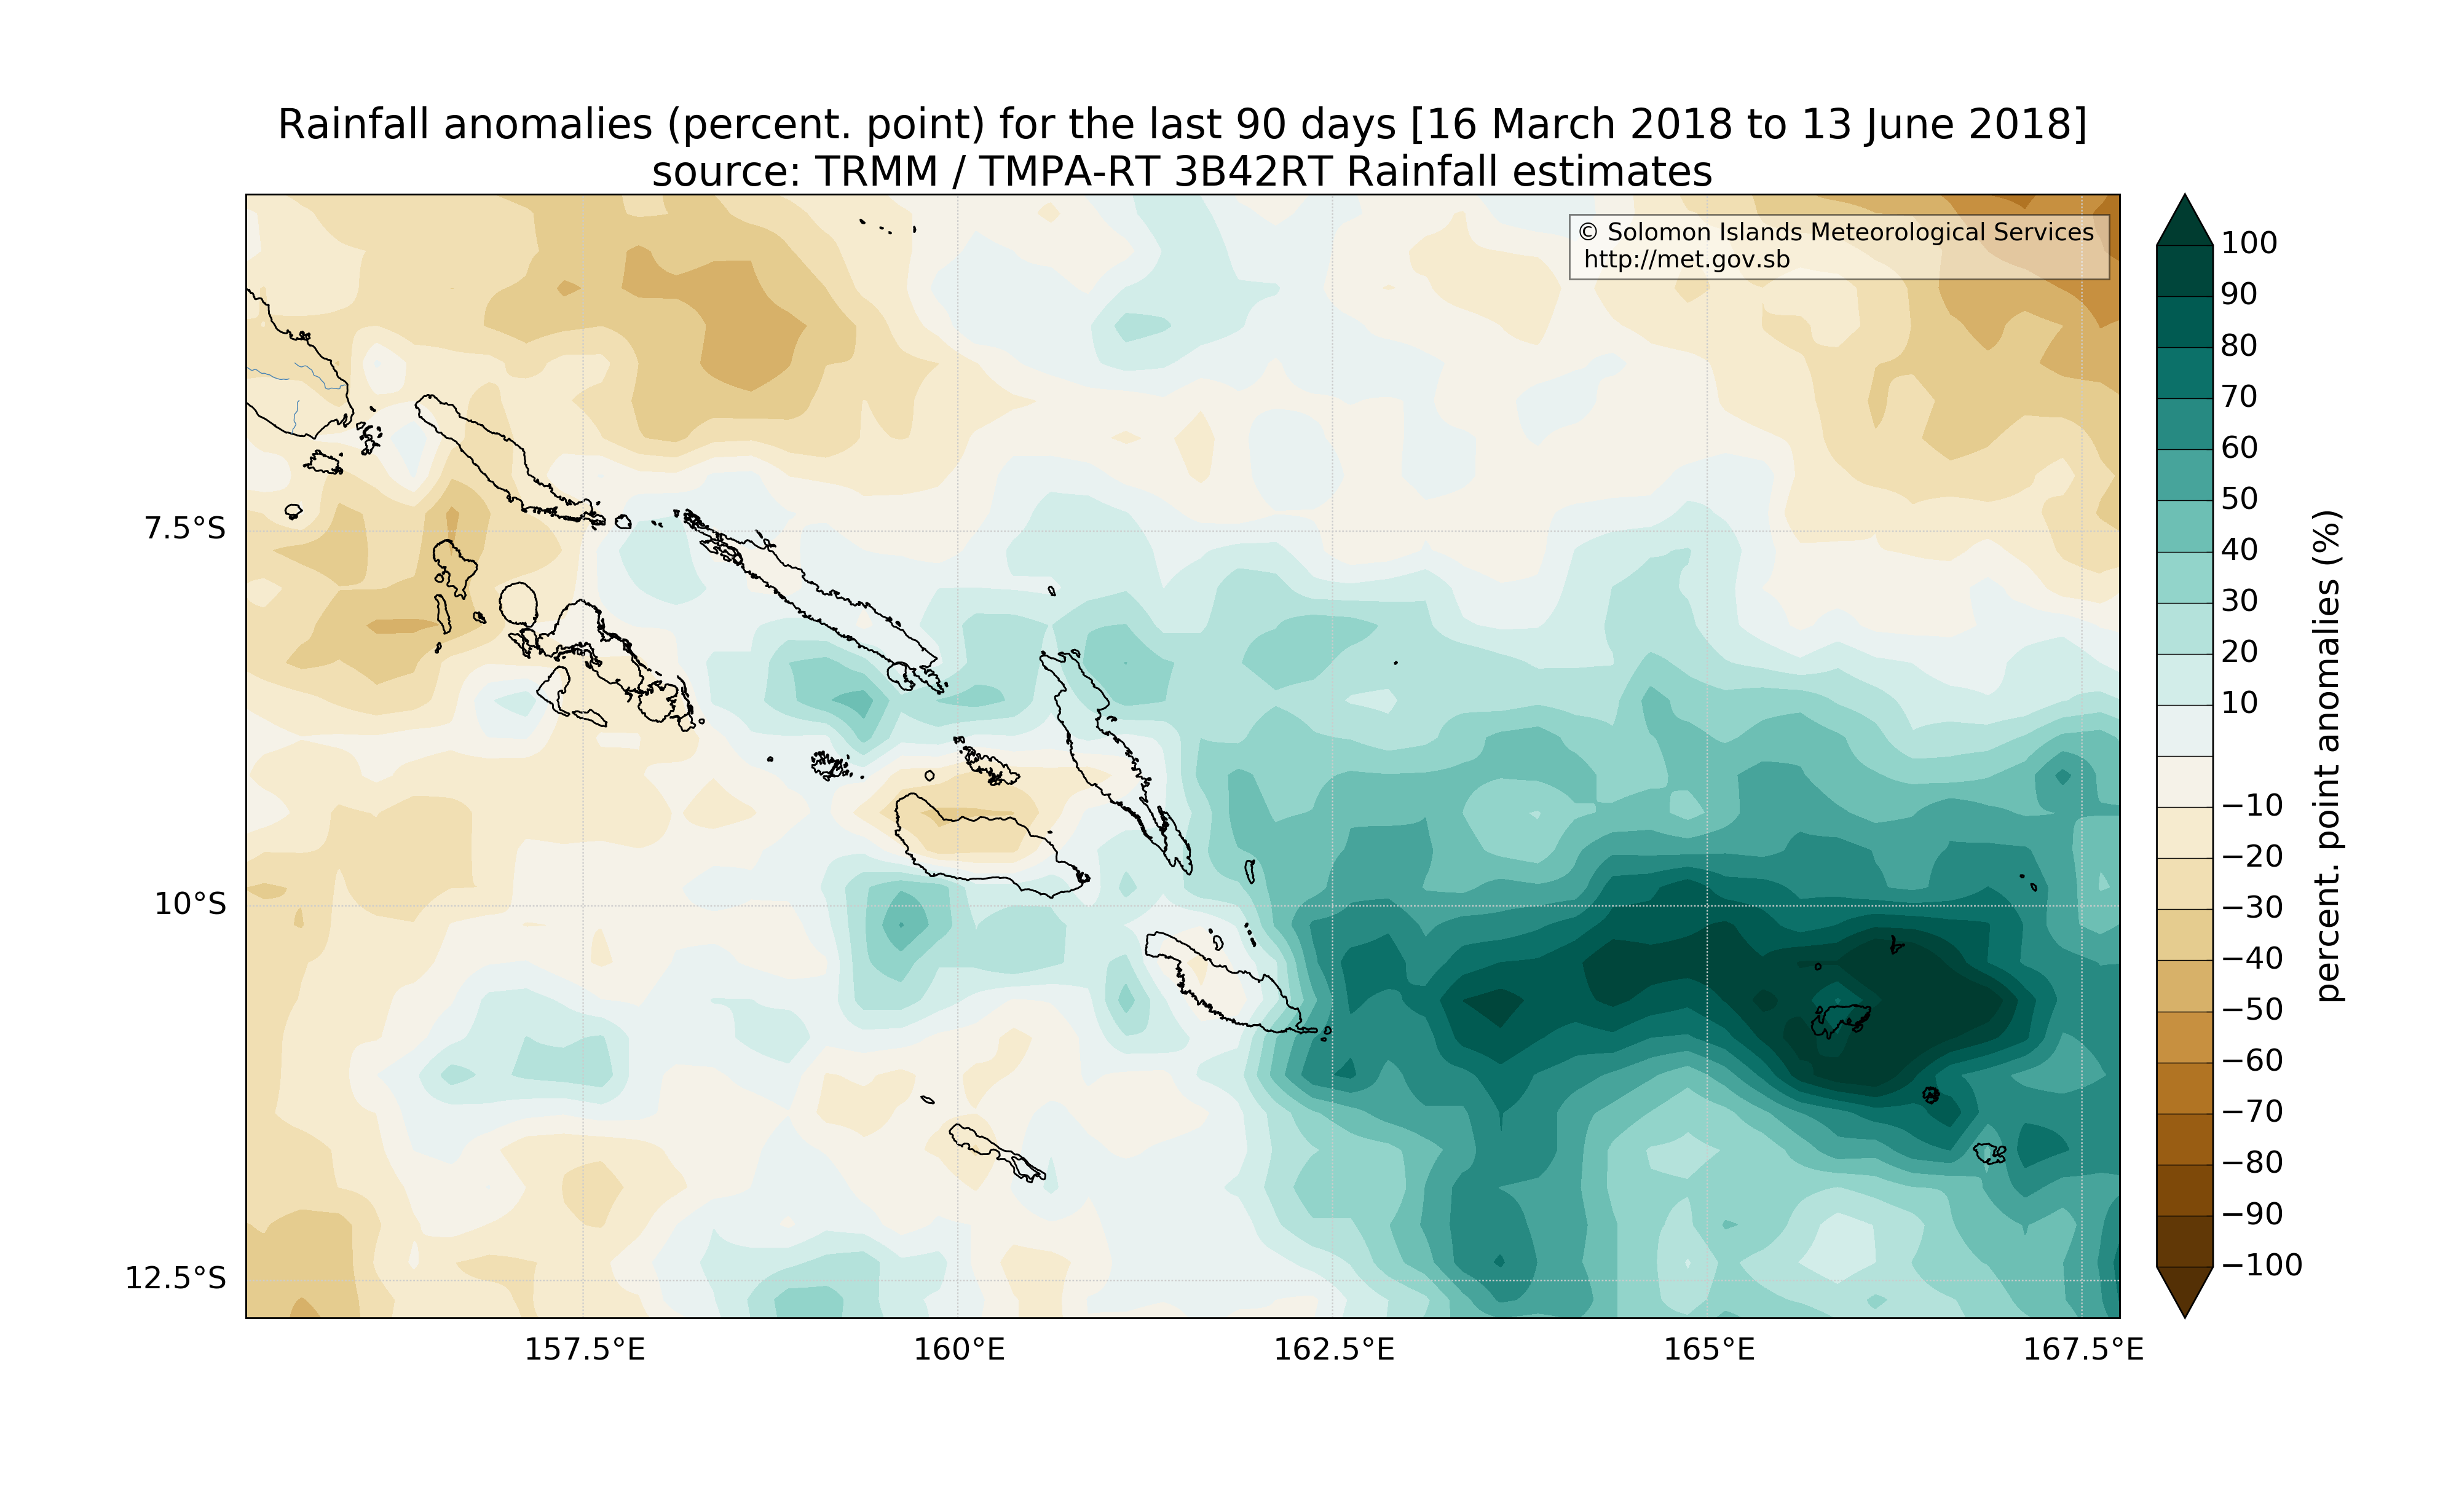 Rainfall anomalies (percent. point) for the last 90 days [16 March 2018 to 13 June 2018]
source: TRMM / TMPA-RT 3B42RT Rainfall estimates
© Solomon Islands Meteorological Services
http://met.gov.sb
7.5°S
10°S
12.5°S
157.5°E
160°E
162.5°E
165°E
167.5°E
100
90
80
70
60
50
40
30
20
10
−10
−20
−30
−40
−50
−60
−70
−80
−90
−100
percent. point anomalies (%)